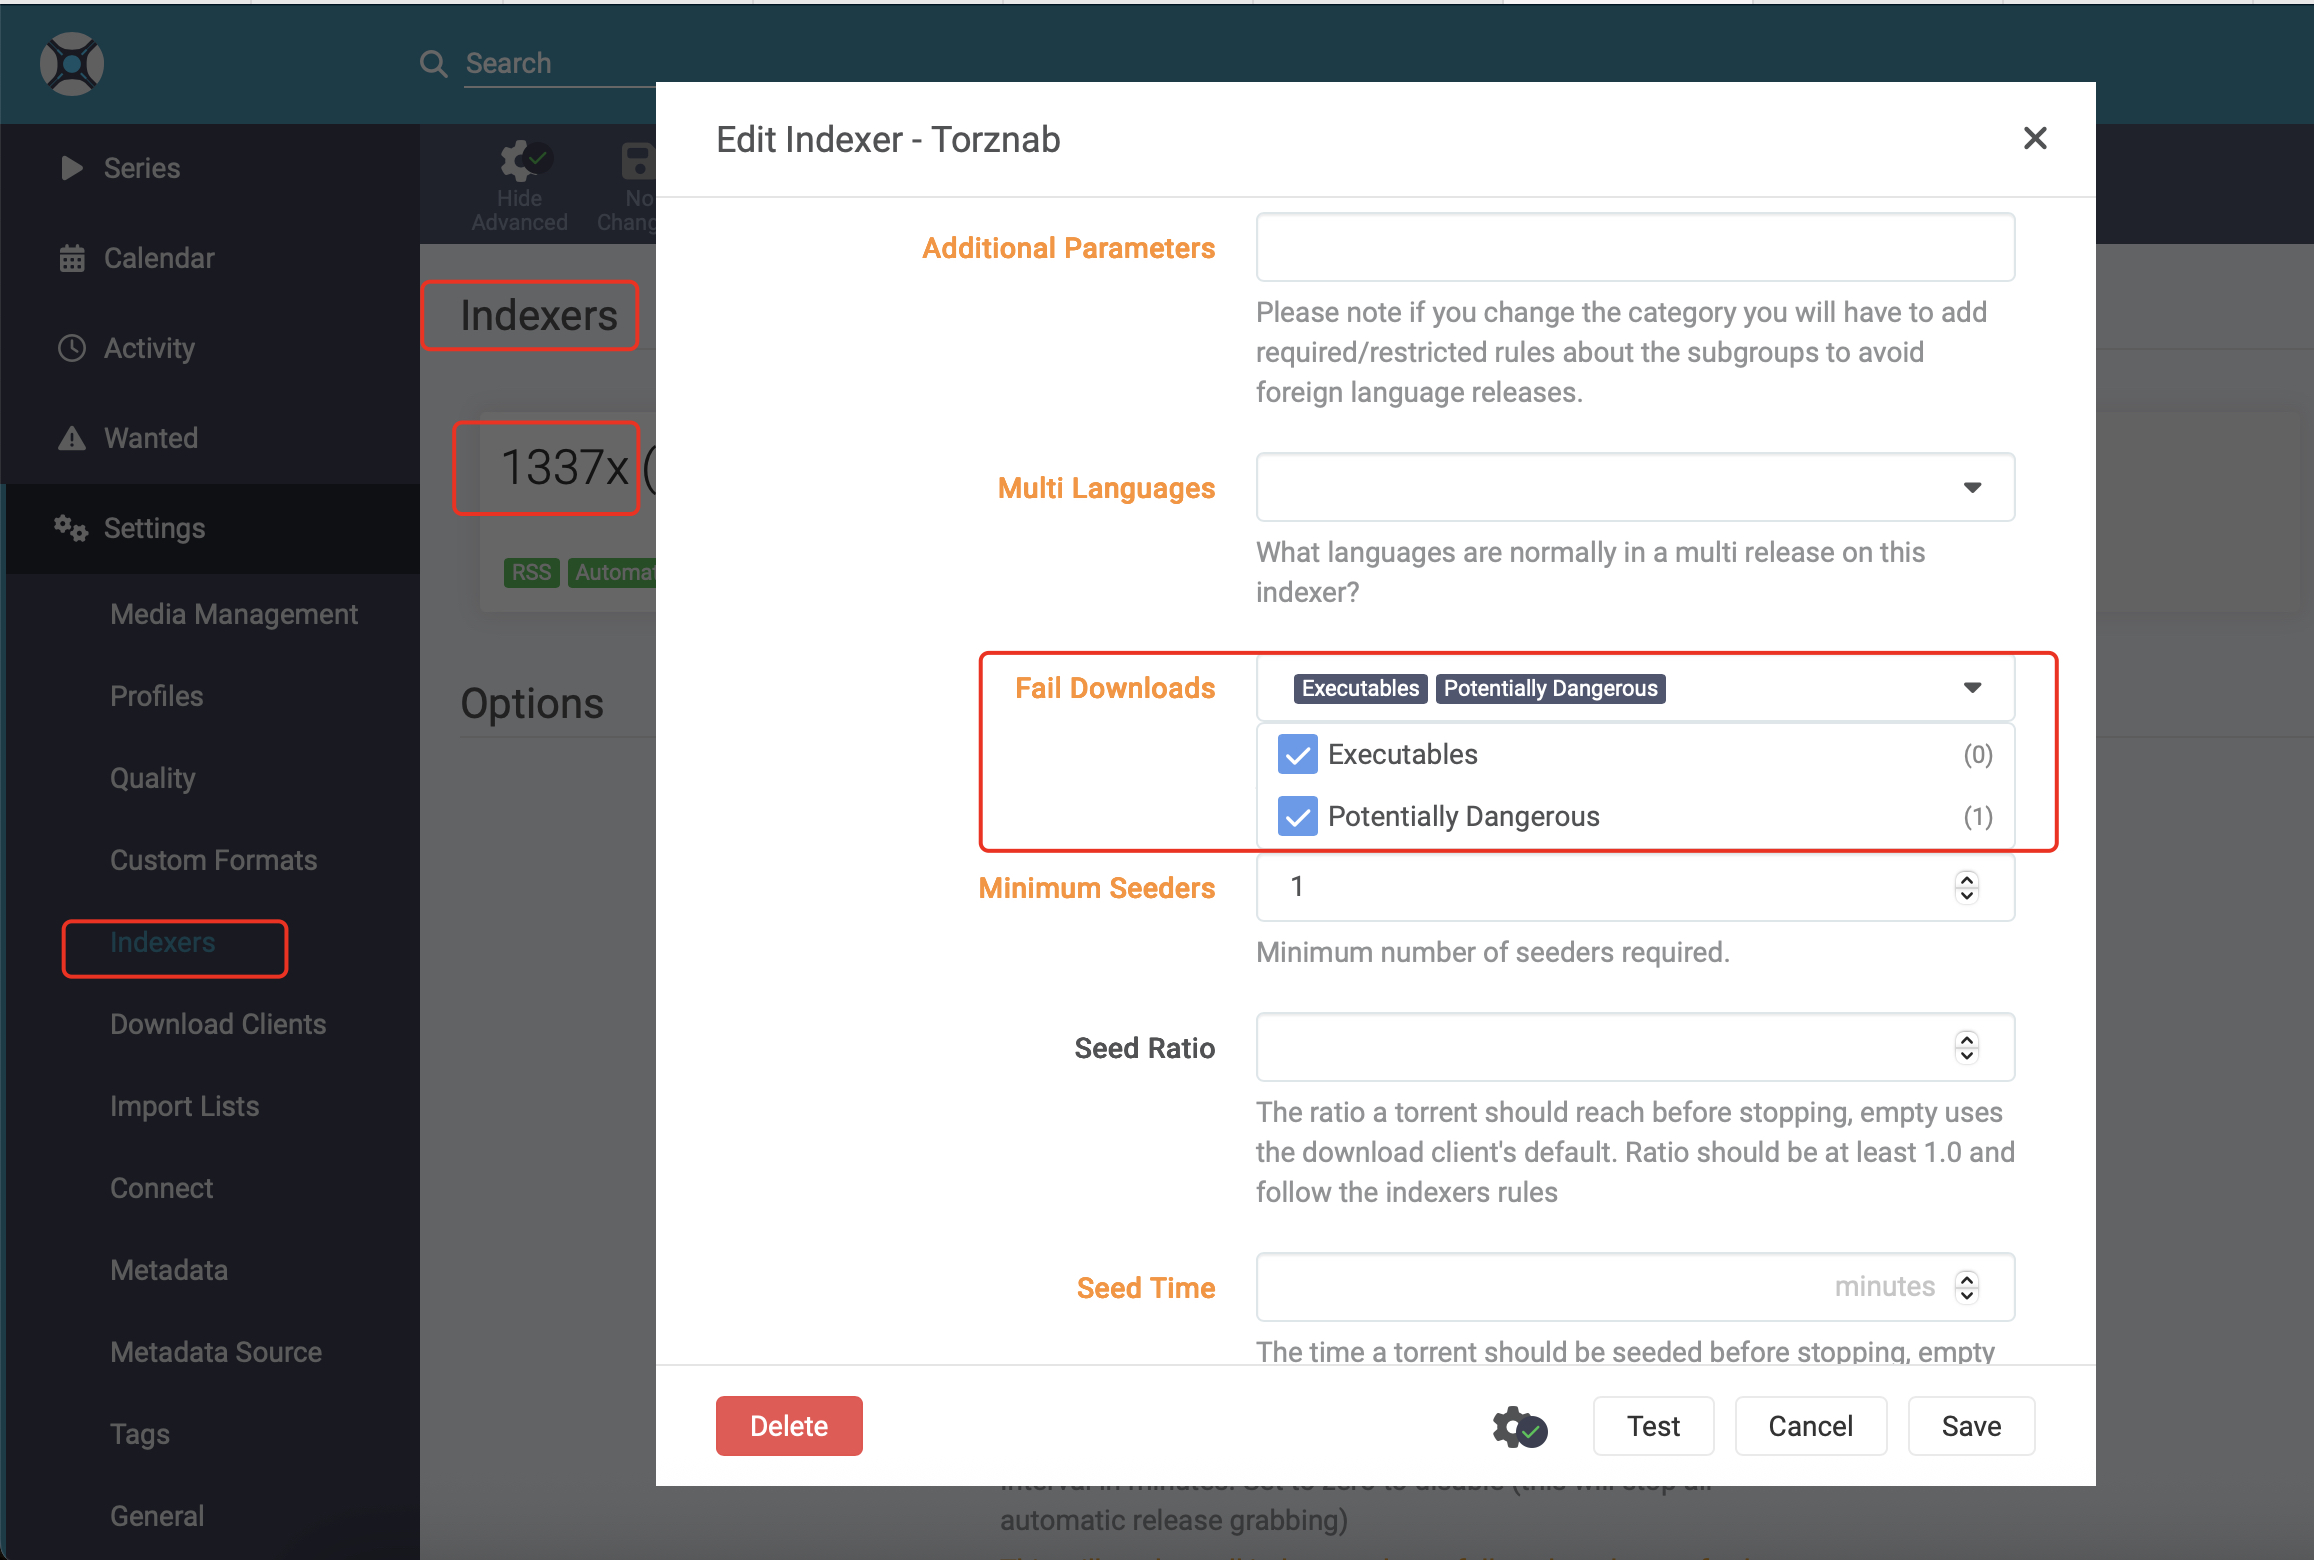 Search
Series
Calendar
Activity
Wanted
Settings
Media Management
Profiles
Quality
Custom Formats
Indexers
Download Clients
Import Lists
Connect
Metadata
Metadata Source
Tags
General
Hide
Advanced
No
Indexers
1337x (
RSS
Options
Edit Indexer - Torznab
Additional Parameters
Please note if you change the category you will have to add
required/restricted rules about the subgroups to avoid
foreign language releases.
Multi Languages
What languages are normally in a multi release on this
indexer?
Fail Downloads
Executables Potentially Dangerous
Executables (0)
Potentially Dangerous (1)
Minimum Seeders
1
Minimum number of seeders required.
Seed Ratio
The ratio a torrent should reach before stopping, empty uses
the download client's default. Ratio should be at least 1.0 and
follow the indexers rules
Seed Time
minutes
The time a torrent should be seeded before stopping, empty
Delete
Test
Cancel
Save
automatic release grabbing)